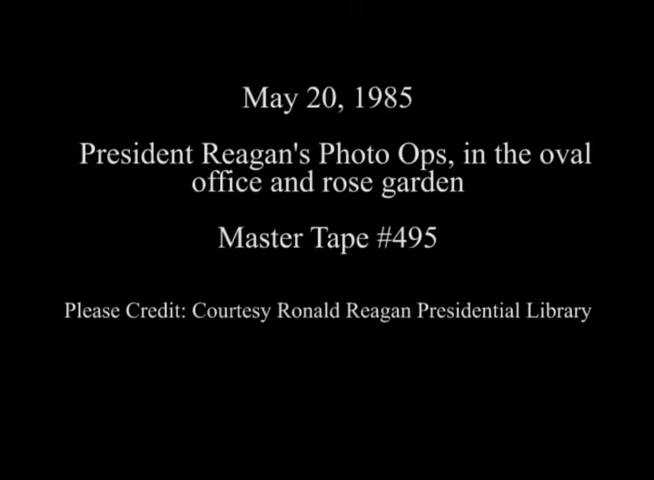 May 20, 1985
President Reagan's Photo Ops, in the oval
office and rose garden
Master Tape #495
Please Credit: Courtesy Ronald Reagan Presidential Library